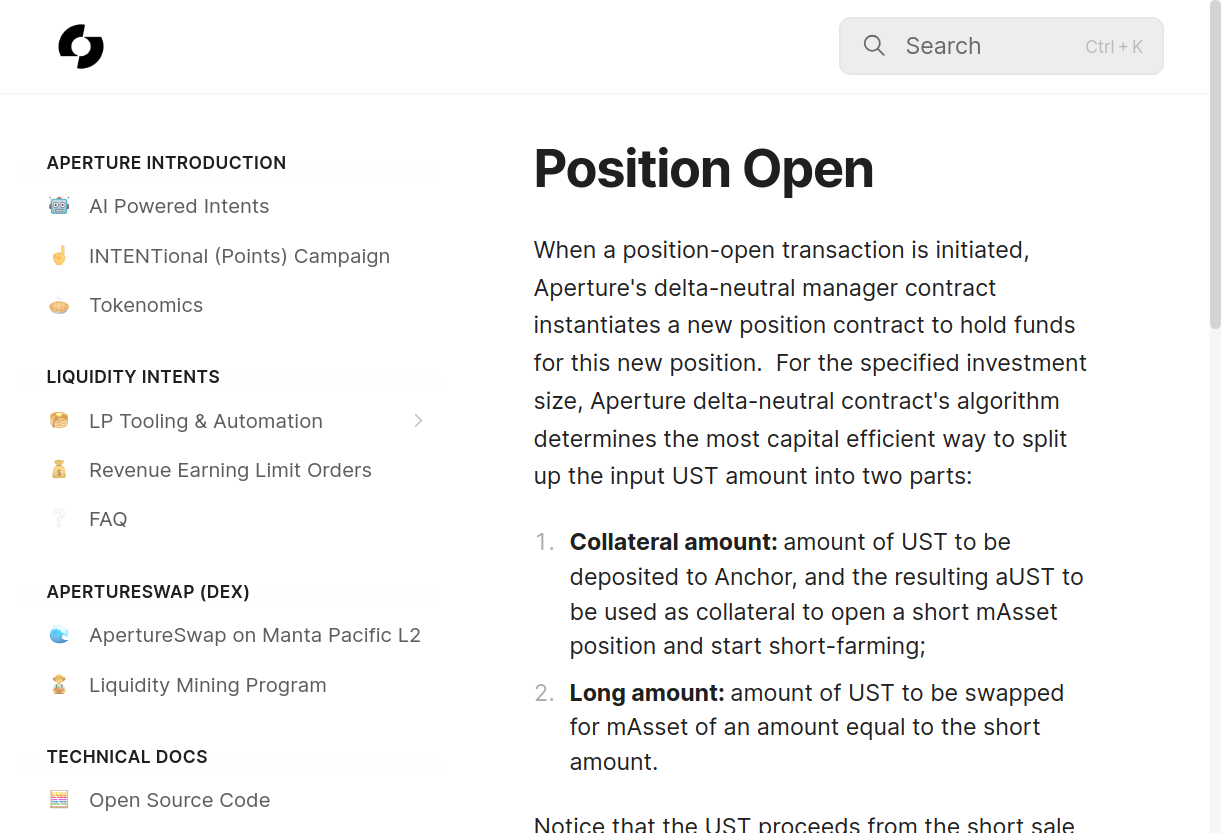 Search
Ctrl + K
APERTURE INTRODUCTION
AI Powered Intents
INTENTional (Points) Campaign
Tokenomics
LIQUIDITY INTENTS
LP Tooling & Automation
Revenue Earning Limit Orders
FAQ
APERTURESWAP (DEX)
ApertureSwap on Manta Pacific L2
Liquidity Mining Program
TECHNICAL DOCS
Open Source Code
Position Open
When a position-open transaction is initiated,
Aperture's delta-neutral manager contract
instantiates a new position contract to hold funds
for this new position.  For the specified investment
size, Aperture delta-neutral contract's algorithm
determines the most capital efficient way to split
up the input UST amount into two parts:
1. Collateral amount: amount of UST to be
deposited to Anchor, and the resulting aUST to
be used as collateral to open a short mAsset
position and start short-farming;
2. Long amount: amount of UST to be swapped
for mAsset of an amount equal to the short
amount.
Notice that the UST proceeds from the short sale